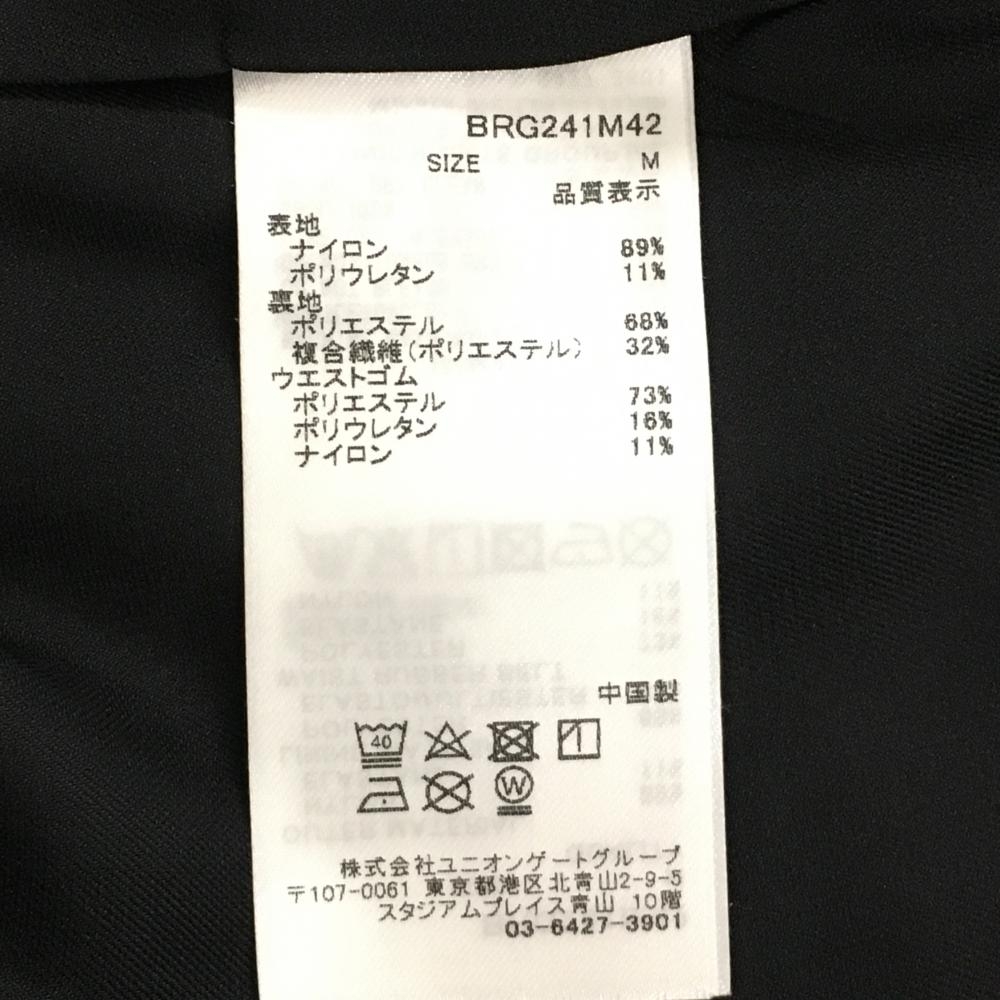 BRG241M42
SIZE M
品質表示
表地
ナイロン 89%
ポリウレタン 11%
裏地
ポリエステル 68%
複合繊維(ポリエステル) 32%
ウエストゴム
ポリエステル 73%
ポリウレタン 16%
ナイロン 11%
中国製
40
W
株式会社ユニオンゲートグループ
〒107-0061 東京都港区北青山2-9-5
スタジアムプレイス青山 10階
03-6427-3901